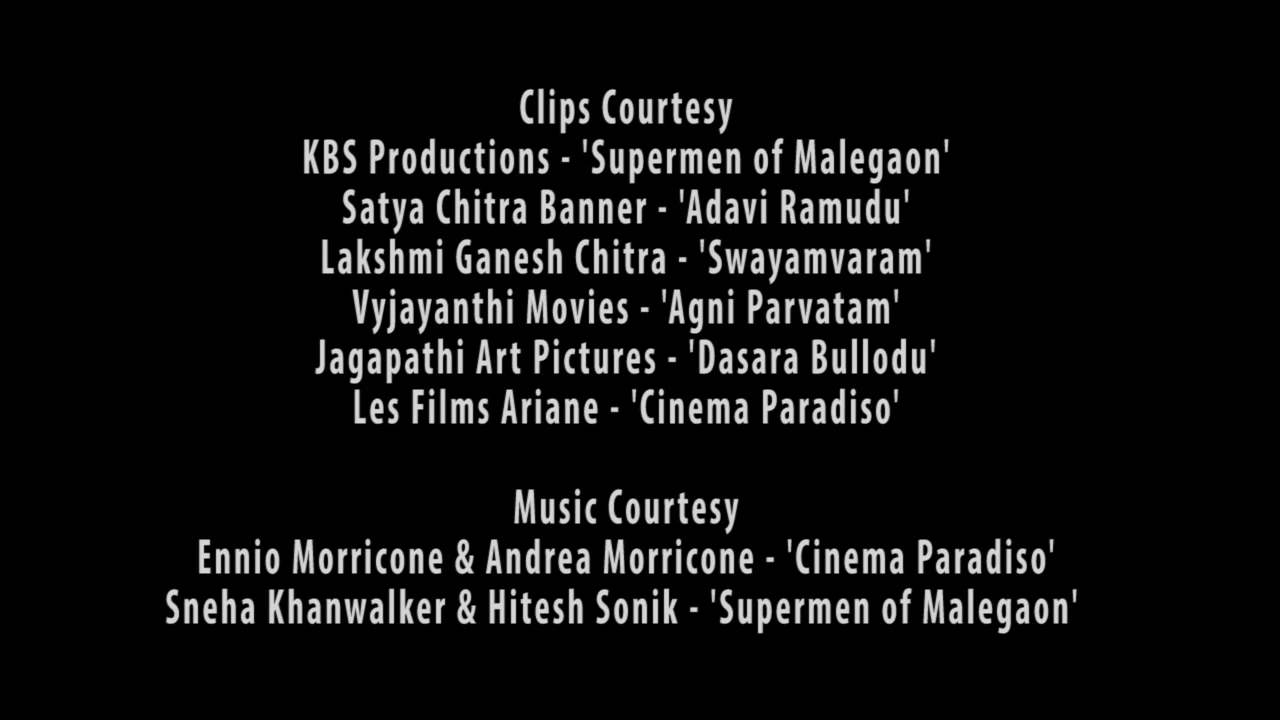 Clips Courtesy
KBS Productions - 'Supermen of Malegaon'
Satya Chitra Banner - 'Adavi Ramudu'
Lakshmi Ganesh Chitra - 'Swayamvaram'
Vyjayanthi Movies - 'Agni Parvatam'
Jagapathi Art Pictures - 'Dasara Bullodu'
Les Films Ariane - 'Cinema Paradiso'
Music Courtesy
Ennio Morricone & Andrea Morricone - 'Cinema Paradiso'
Sneha Khanwalker & Hitesh Sonik - 'Supermen of Malegaon'